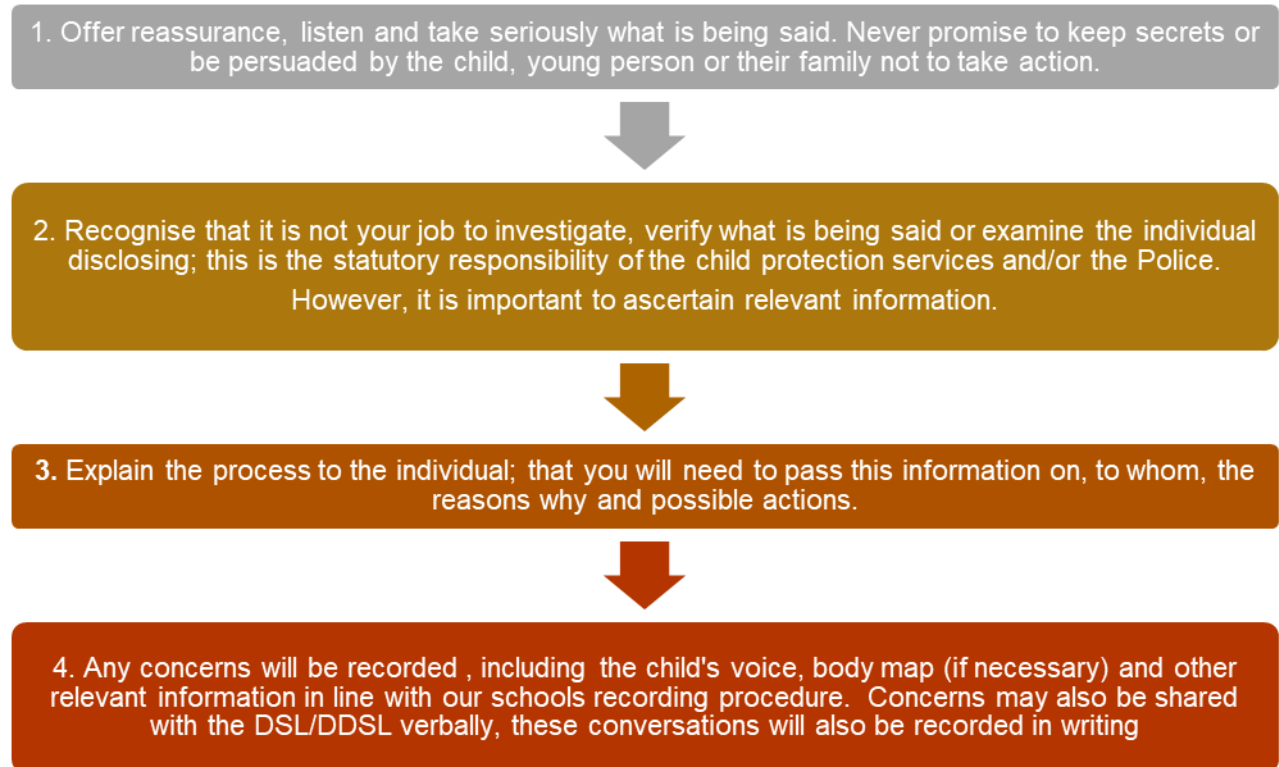 1. Offer reassurance, listen and take seriously what is being said. Never promise to keep secrets or
be persuaded by the child, young person or their family not to take action.
2. Recognise that it is not your job to investigate, verify what is being said or examine the individual
disclosing; this is the statutory responsibility of the child protection services and/or the Police.
However, it is important to ascertain relevant information.
3. Explain the process to the individual; that you will need to pass this information on, to whom, the
reasons why and possible actions.
4. Any concerns will be recorded , including the child's voice, body map (if necessary) and other
relevant information in line with our schools recording procedure. Concerns may also be shared
with the DSL/DDSL verbally, these conversations will also be recorded in writing